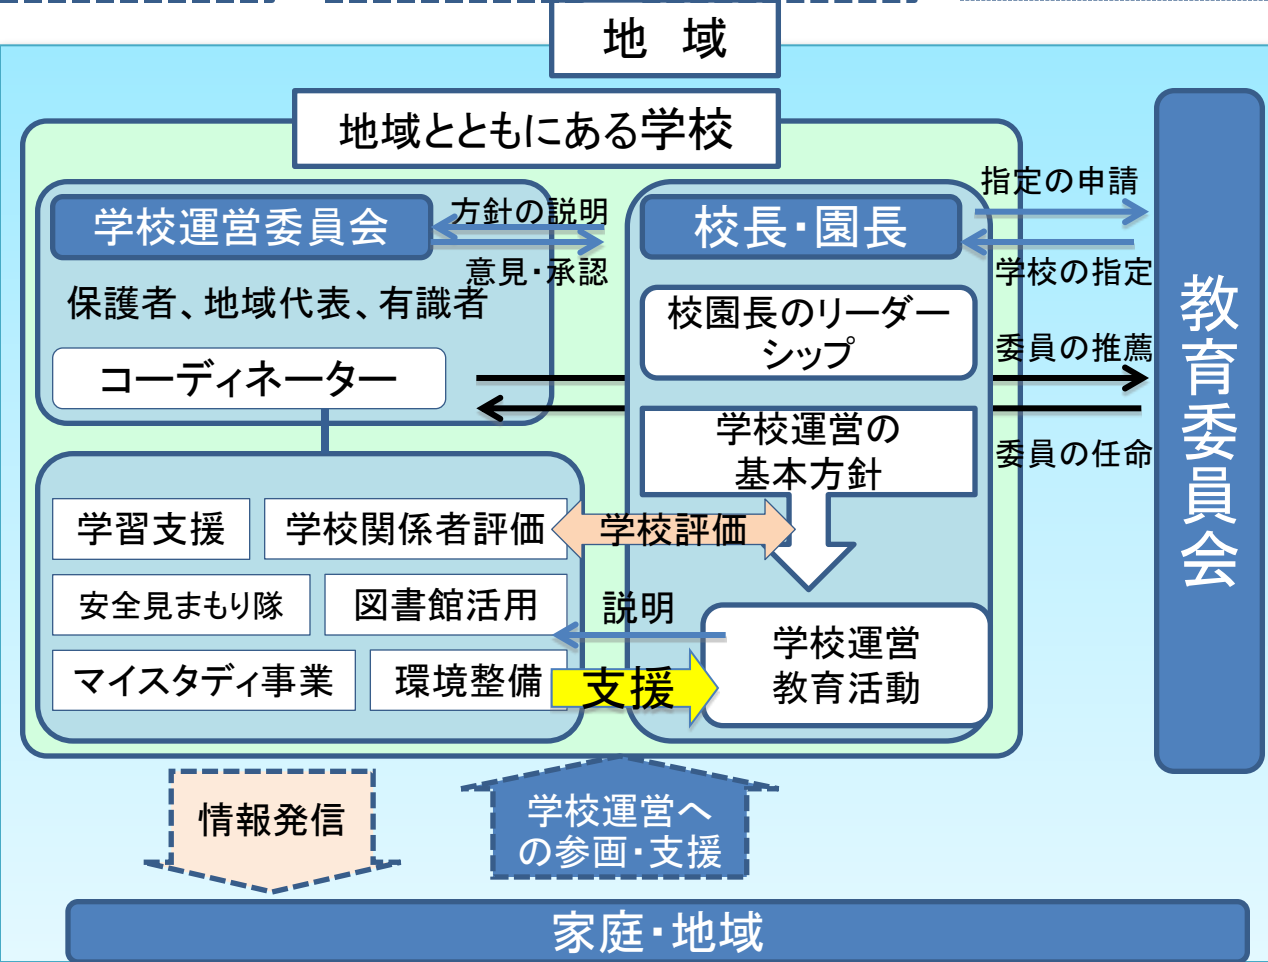 地　域
地域とともにある学校
学校運営委員会
方針の説明
意見・承認
保護者、地域代表、有識者
コーディネーター
校長・園長
校園長のリーダー
シップ
学校運営の
基本方針
指定の申請
学校の指定
委員の推薦
委員の任命
教育委員会
学習支援
学校関係者評価
学校評価
安全見まもり隊
図書館活用
説明
マイスタディ事業
環境整備
支援
学校運営
教育活動
情報発信
学校運営へ
の参画・支援
家庭・地域